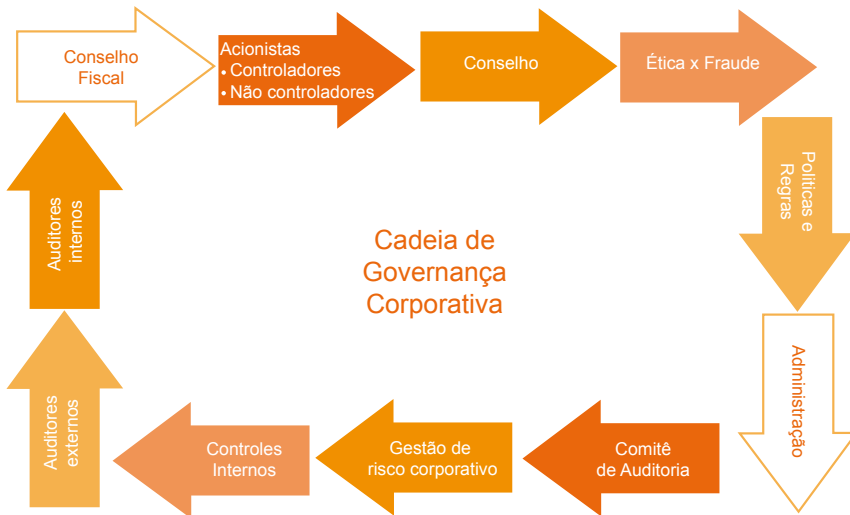 Conselho
Fiscal
Acionistas
• Controladores
• Não controladores
Conselho
Ética x Fraude
Políticas e
Regras
Administração
Comitê
de Auditoria
Gestão de
risco corporativo
Controles
Internos
Auditores
externos
Auditores
internos
Cadeia de
Governança
Corporativa